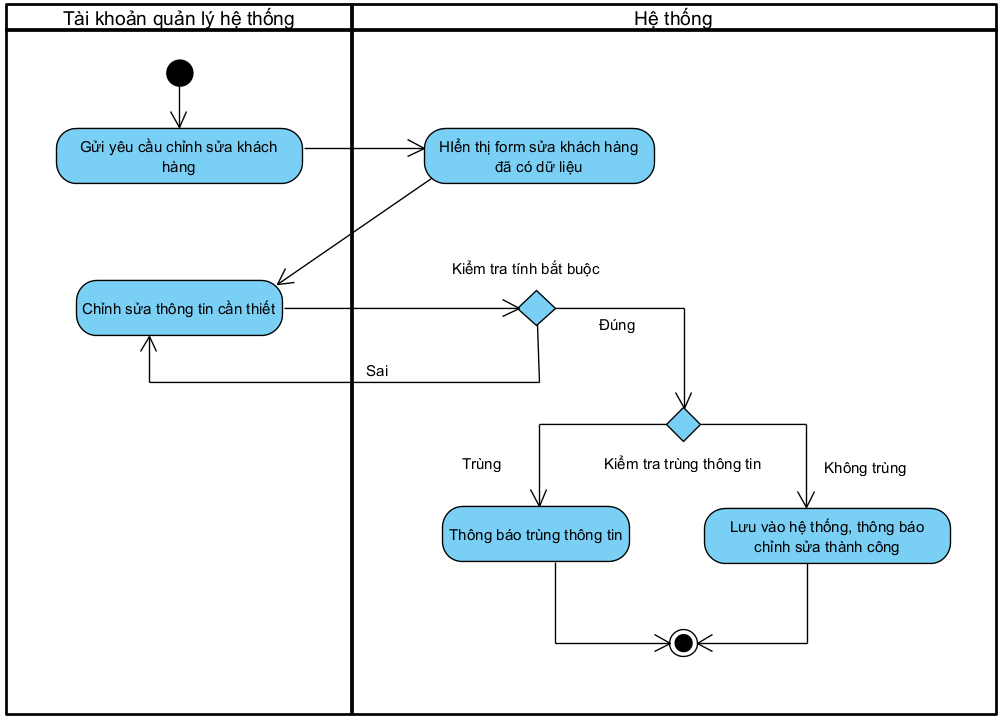 Tài khoản quản lý hệ thống
Hệ thống
Gửi yêu cầu chỉnh sửa khách
hàng
HIển thị form sửa khách hàng
đã có dữ liệu
Kiểm tra tính bắt buộc
Chỉnh sửa thông tin cần thiết
Đúng
Sai
Trùng
Kiểm tra trùng thông tin
Không trùng
Thông báo trùng thông tin
Lưu vào hệ thống, thông báo
chỉnh sửa thành công